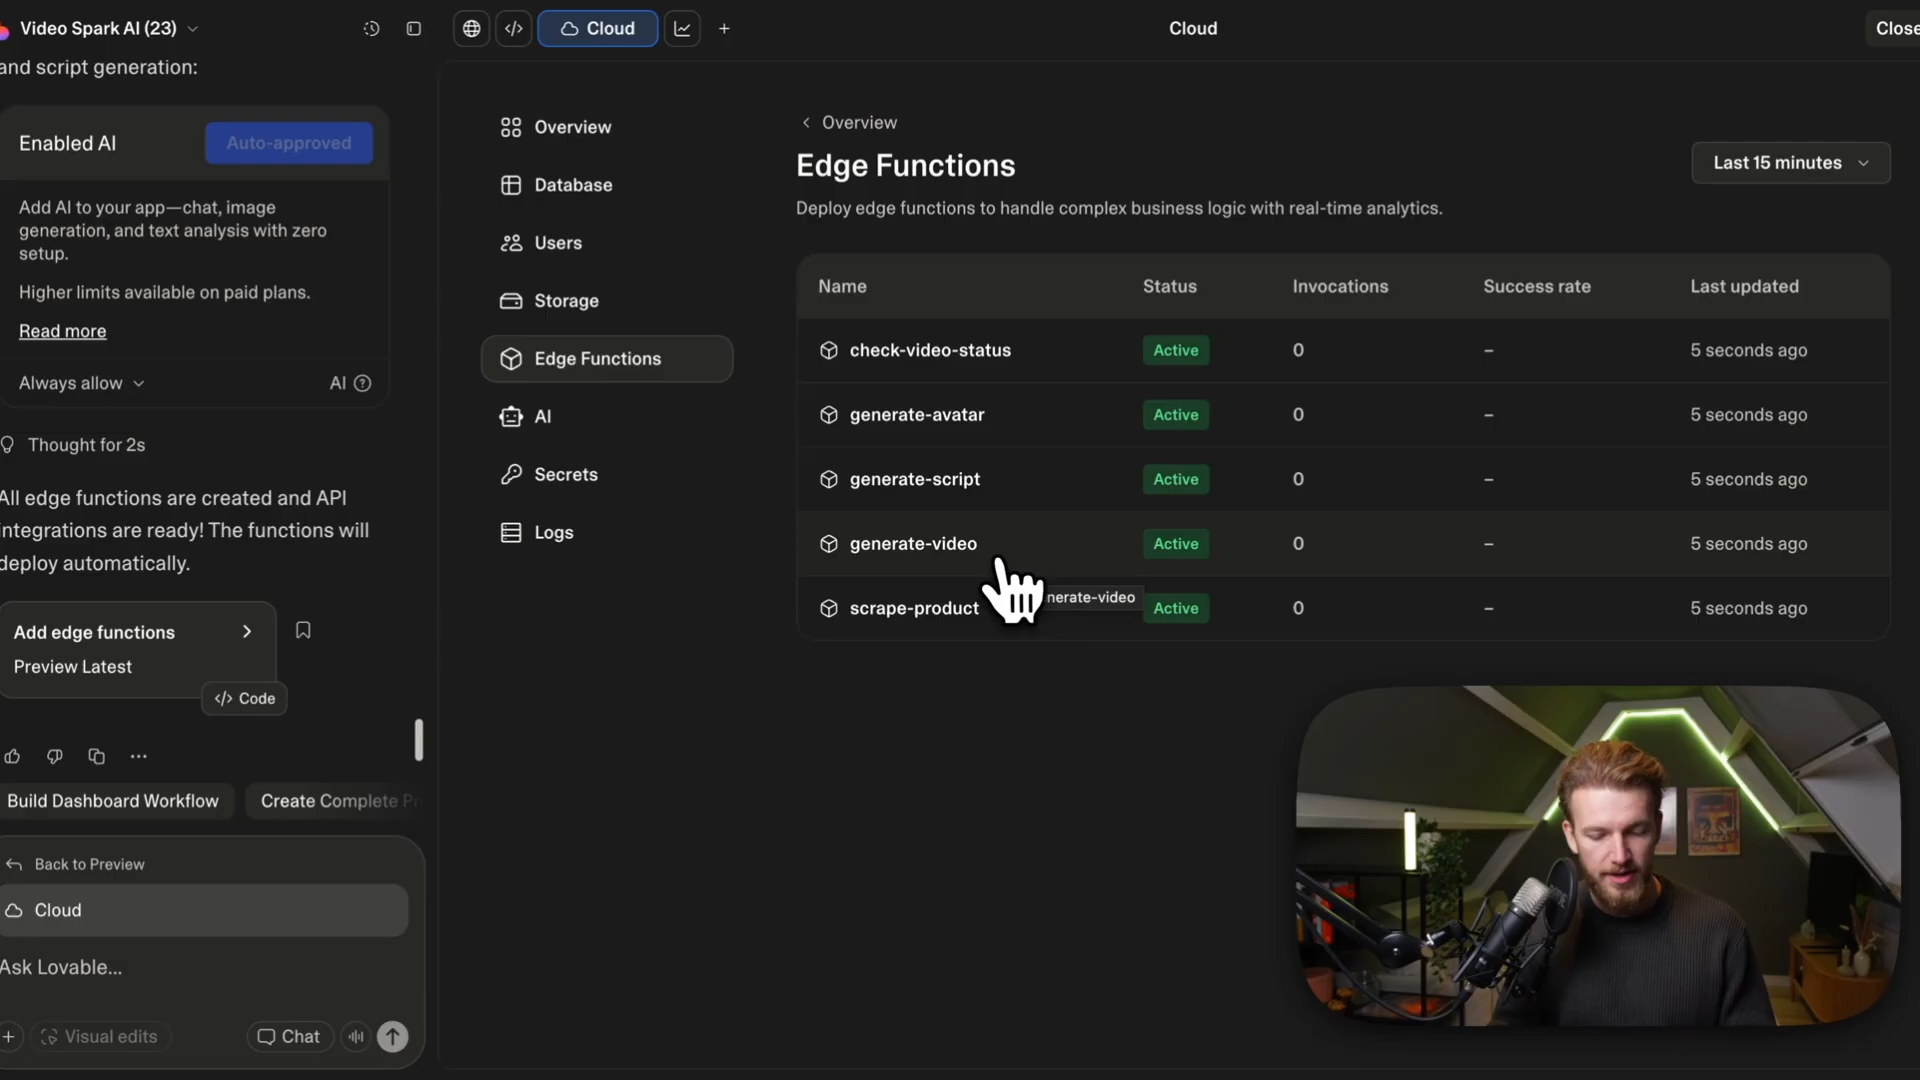 Video Spark AI (23)
and script generation:
Enabled AI
Auto-approved
Add AI to your app—chat, image
generation, and text analysis with zero
setup.
Higher limits available on paid plans.
Read more
Always allow
AI
Thought for 2s
All edge functions are created and API
integrations are ready! The functions will
deploy automatically.
Add edge functions
Preview Latest
Code
Build Dashboard Workflow
Create Complete
Back to Preview
Cloud
Ask Lovable...
Visual edits
Chat
Cloud
Cloud
Close
Overview
Database
Users
Storage
Edge Functions
AI
Secrets
Logs
Overview
Edge Functions
Last 15 minutes
Deploy edge functions to handle complex business logic with real-time analytics.
Name Status Invocations Success rate Last updated
check-video-status Active 0 – 5 seconds ago
generate-avatar Active 0 – 5 seconds ago
generate-script Active 0 – 5 seconds ago
generate-video Active 0 – 5 seconds ago
nerate-video
scrape-product Active 0 – 5 seconds ago